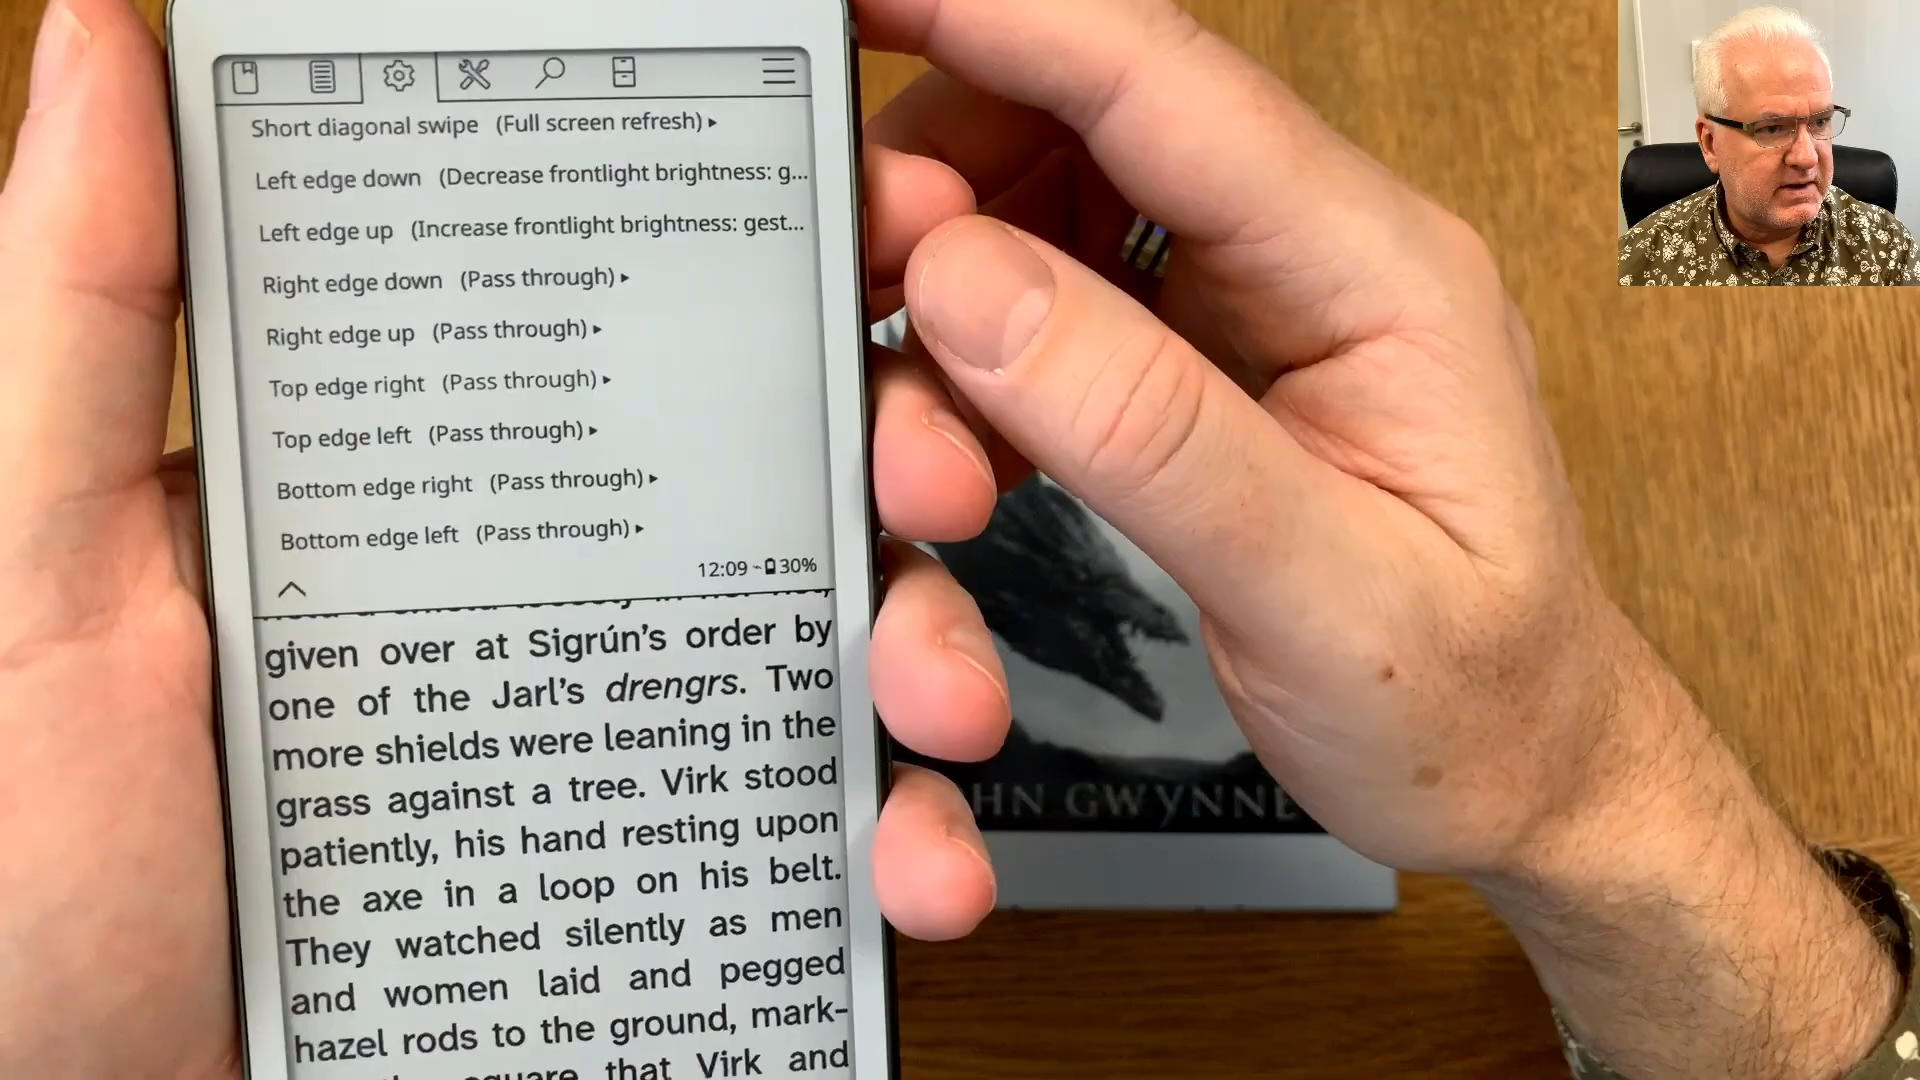 Short diagonal swipe (Full screen refresh) ▸
Left edge down (Decrease frontlight brightness: g...
Left edge up (Increase frontlight brightness: gest...
Right edge down (Pass through) ▸
Right edge up (Pass through) ▸
Top edge right (Pass through) ▸
Top edge left (Pass through) ▸
Bottom edge right (Pass through) ▸
Bottom edge left (Pass through) ▸
12:09 30%
given over at Sigrún’s order by
one of the Jarl’s drengrs. Two
more shields were leaning in the
grass against a tree. Virk stood
patiently, his hand resting upon
the axe in a loop on his belt.
They watched silently as men
and women laid and pegged
hazel rods to the ground, mark-
square that Virk and
HN GWYNNE